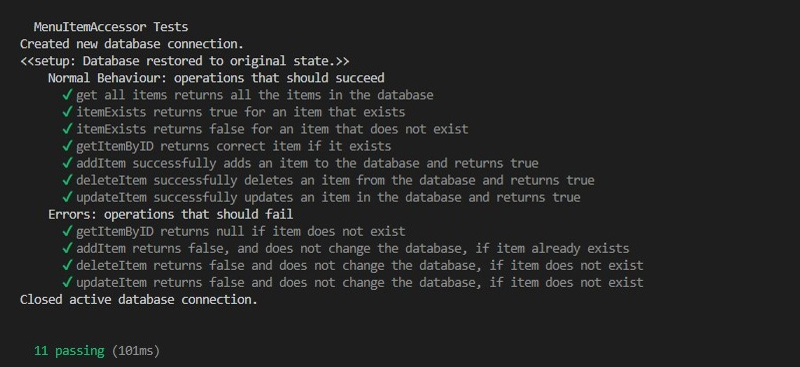 MenuItemAccessor Tests
Created new database connection.
<<setup: Database restored to original state.>>
Normal Behaviour: operations that should succeed
✓ get all items returns all the items in the database
✓ itemExists returns true for an item that exists
✓ itemExists returns false for an item that does not exist
✓ getItemByID returns correct item if it exists
✓ addItem successfully adds an item to the database and returns true
✓ deleteItem successfully deletes an item from the database and returns true
✓ updateItem successfully updates an item in the database and returns true
Errors: operations that should fail
✓ getItemByID returns null if item does not exist
✓ addItem returns false, and does not change the database, if item already exists
✓ deleteItem returns false and does not change the database, if item does not exist
✓ updateItem returns false and does not change the database, if item does not exist
Closed active database connection.
11 passing (101ms)